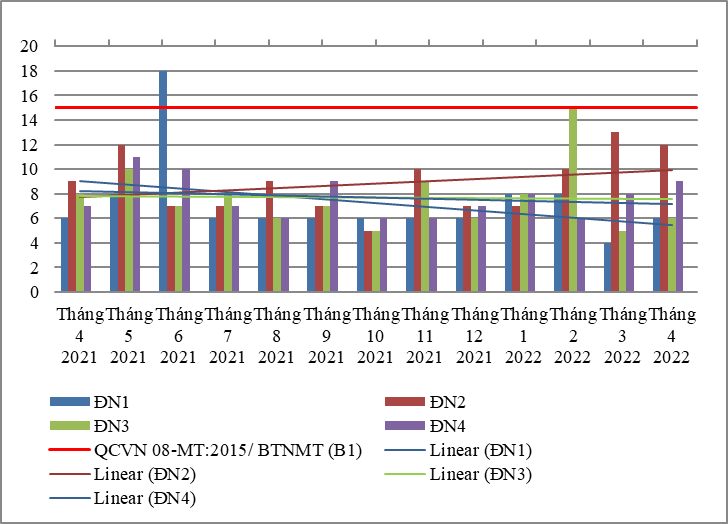 20
18
16
14
12
10
8
6
4
2
0
Tháng Tháng Tháng Tháng Tháng Tháng Tháng Tháng Tháng Tháng Tháng Tháng Tháng
4 5 6 7 8 9 10 11 12 1 2 3 4
2021 2021 2021 2021 2021 2021 2021 2021 2021 2022 2022 2022 2022
ĐN1 ĐN2
ĐN3 ĐN4
QCVN 08-MT:2015/ BTNMT (B1) Linear (ĐN1)
Linear (ĐN2) Linear (ĐN3)
Linear (ĐN4)